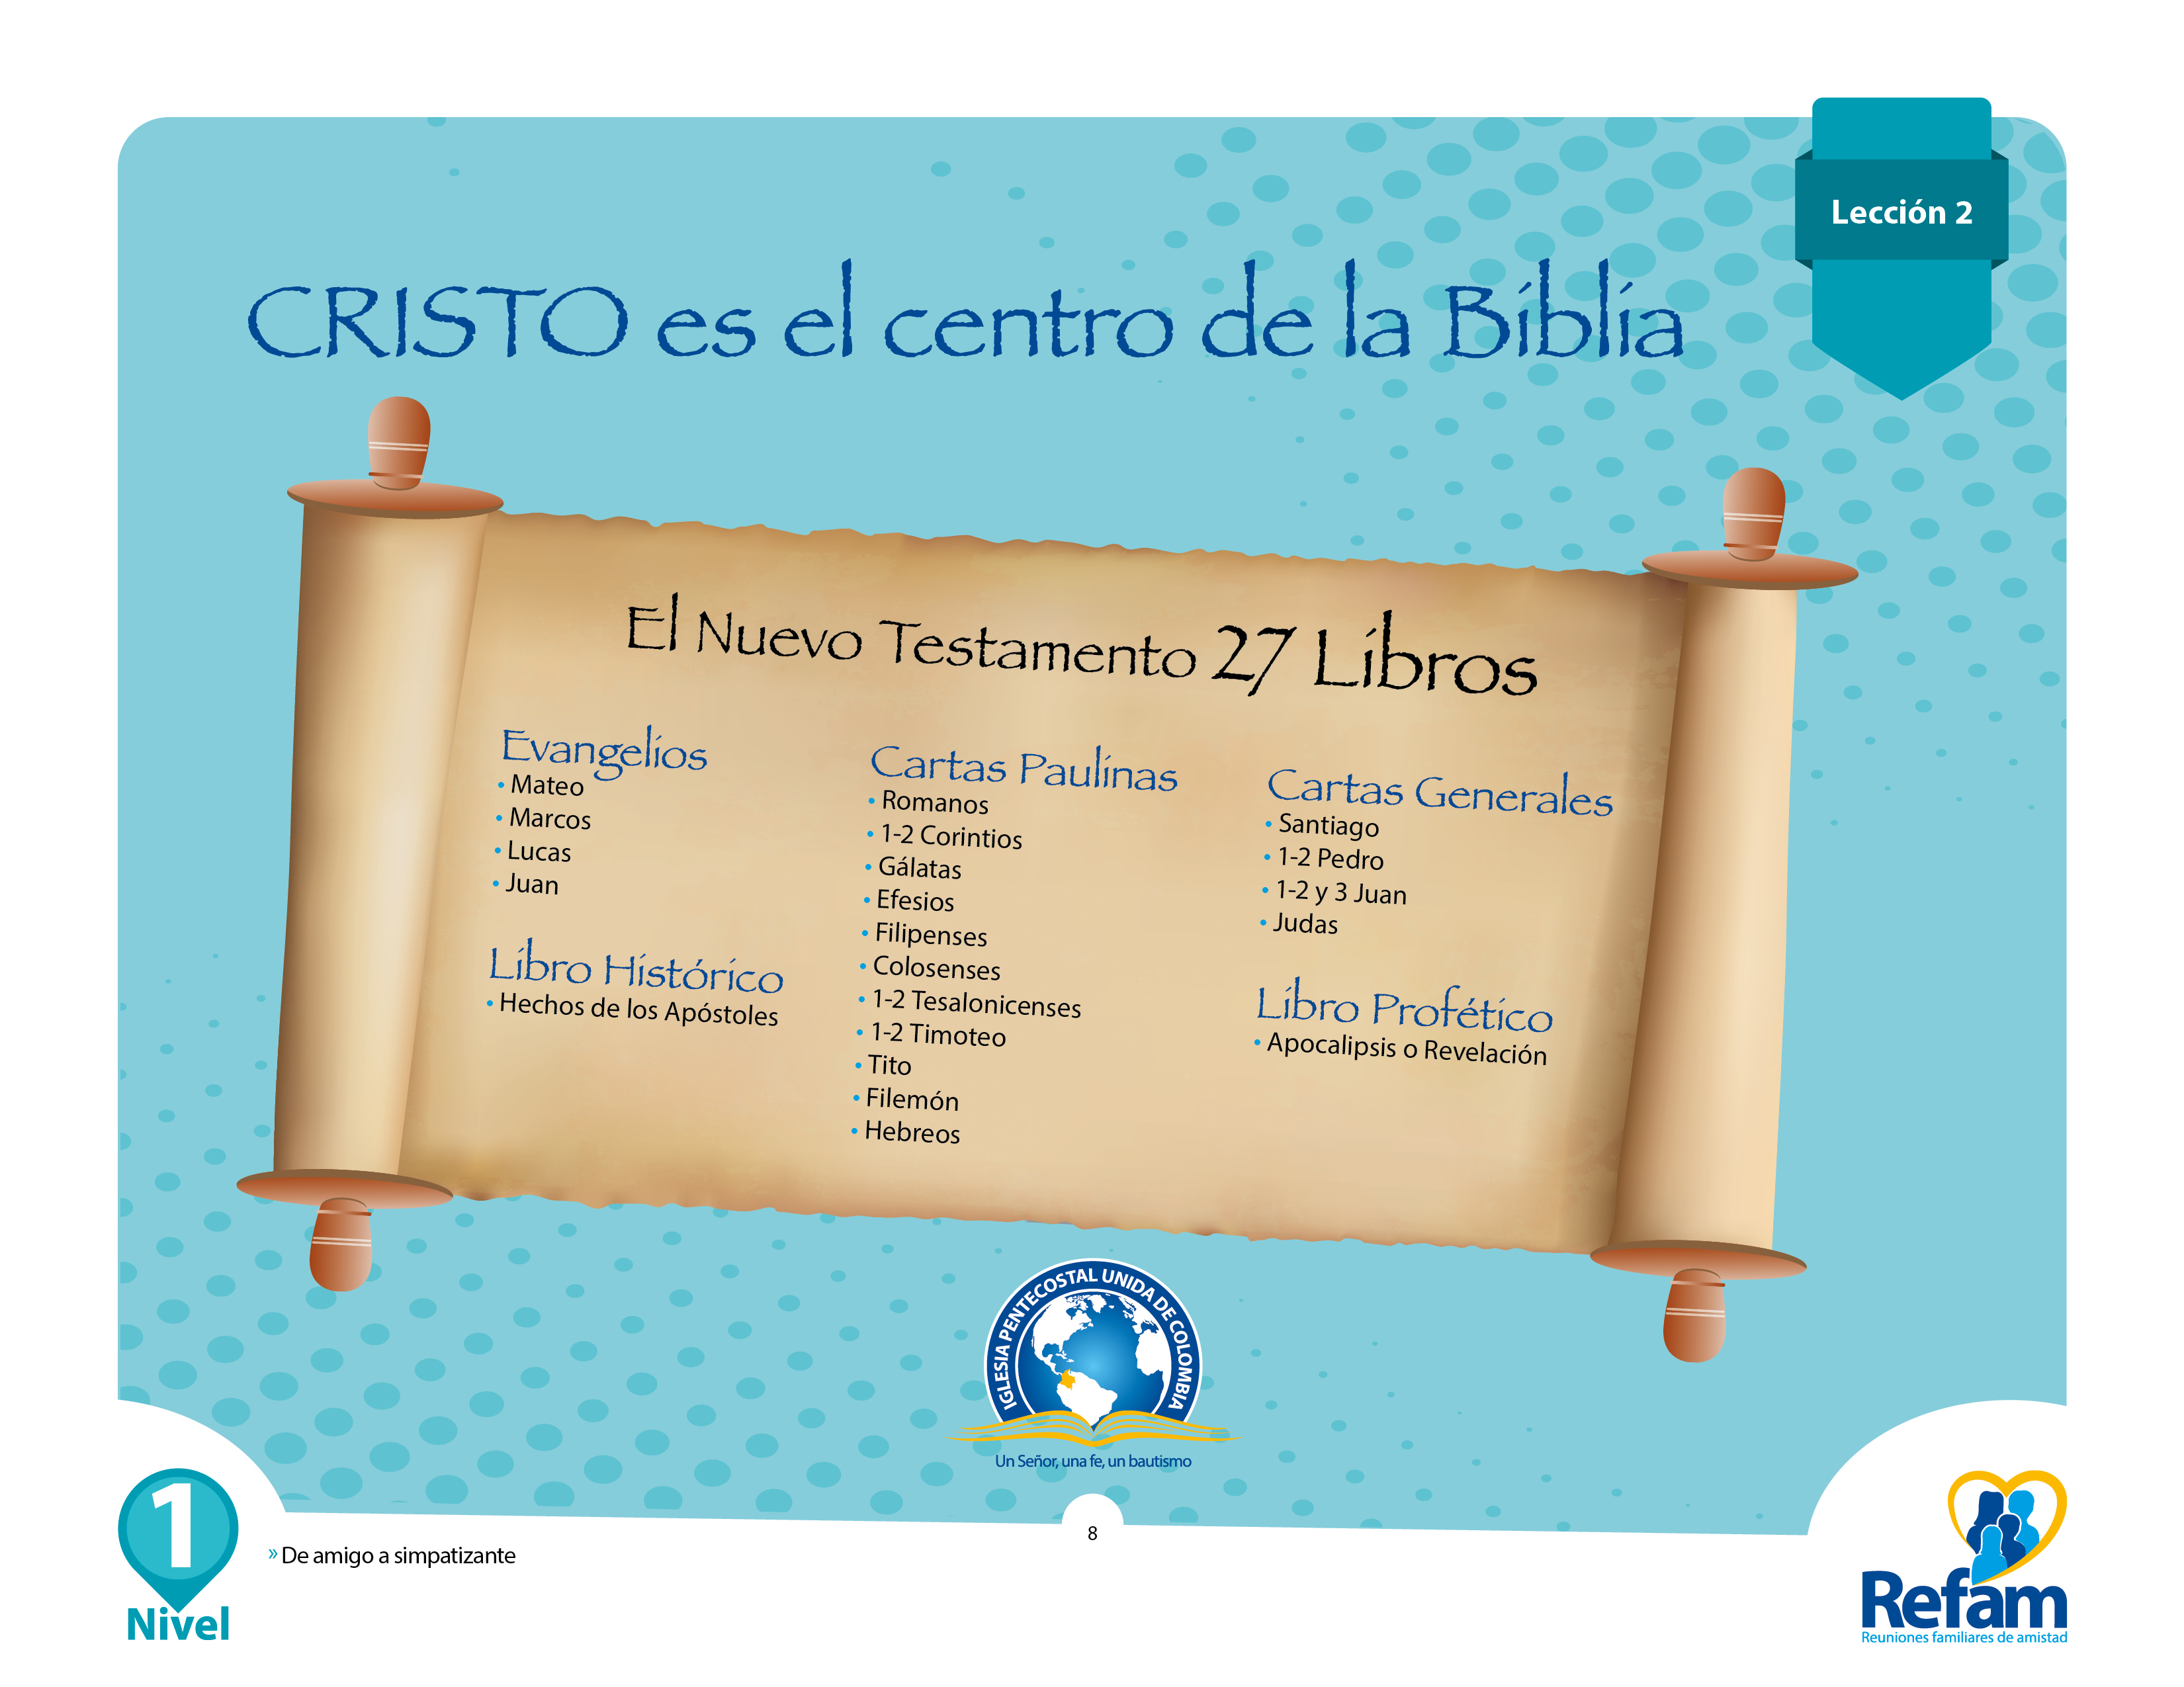 Lección 2
CRISTO es el centro de la Biblia
El Nuevo Testamento 27 Libros
Evangelios
• Mateo
• Marcos
• Lucas
• Juan
Libro Histórico
• Hechos de los Apóstoles
Cartas Paulinas
• Romanos
• 1-2 Corintios
• Gálatas
• Efesios
• Filipenses
• Colosenses
• 1-2 Tesalonicenses
• 1-2 Timoteo
• Tito
• Filemón
• Hebreos
Cartas Generales
• Santiago
• 1-2 Pedro
• 1-2 y 3 Juan
• Judas
Libro Profético
• Apocalipsis o Revelación
IGLESIA PENTECOSTAL UNIDA DE COLOMBIA
Un Señor, una fe, un bautismo
8
1
Nivel
» De amigo a simpatizante
Refam
Reuniones familiares de amistad